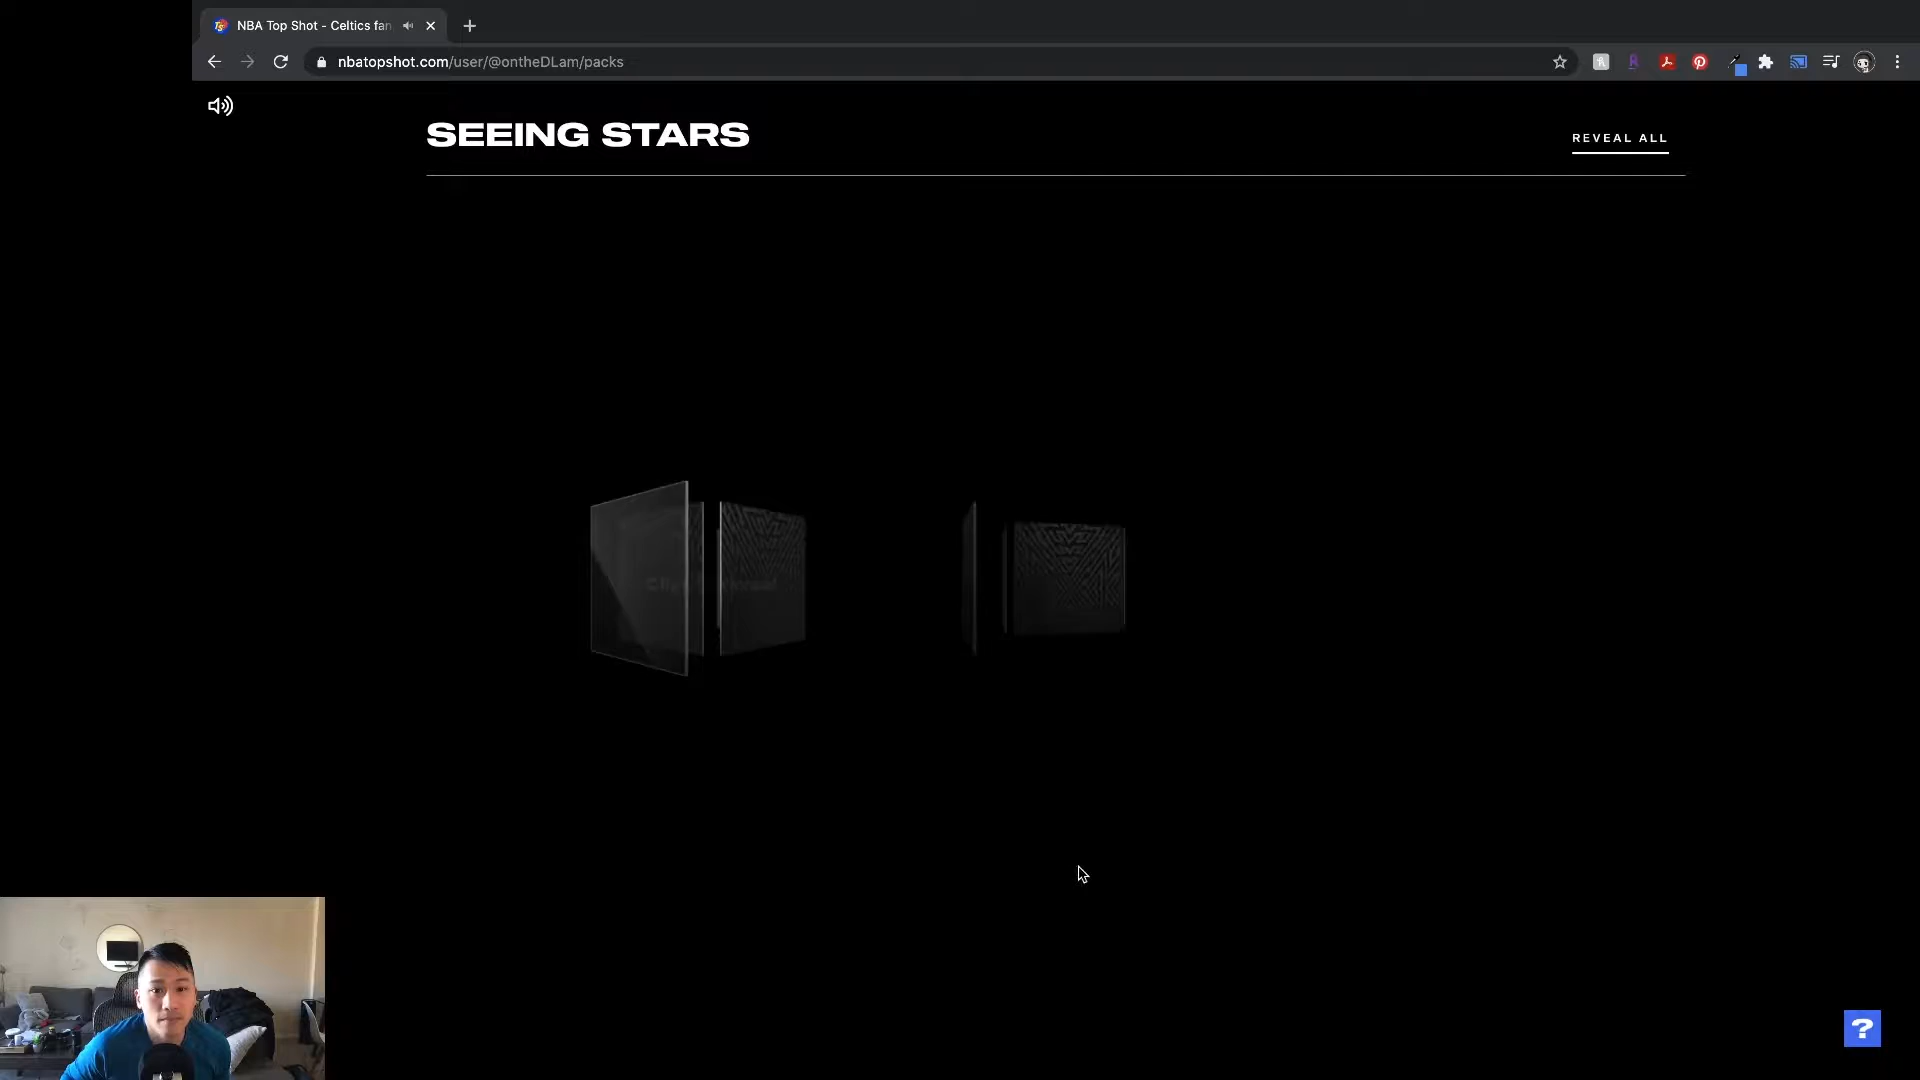 NBA Top Shot - Celtics fan
nbatopshot.com/user/@ontheDLam/packs
SEEING STARS
REVEAL ALL
?